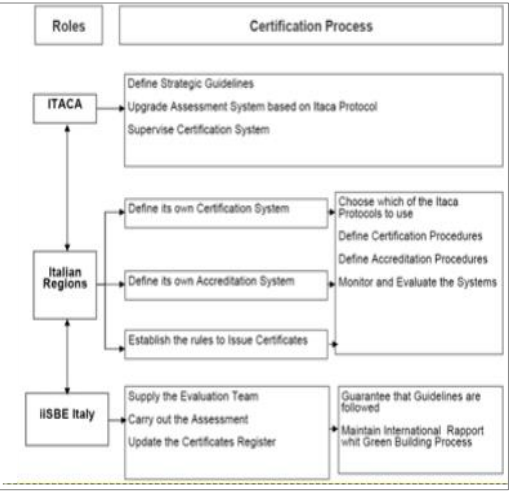 Roles
Certification Process
ITACA
Define Strategic Guidelines
Upgrade Assessment System based on Itaca Protocol
Supervise Certification System
Italian
Regions
Define its own Certification System
Define its own Accreditation System
Establish the rules to Issue Certificates
Choose which of the Itaca
Protocols to use
Define Certification Procedures
Define Accreditation Procedures
Monitor and Evaluate the Systems
iiSBE Italy
Supply the Evaluation Team
Carry out the Assessment
Update the Certificates Register
Guarantee that Guidelines are
followed
Maintain International Rapport
whit Green Building Process